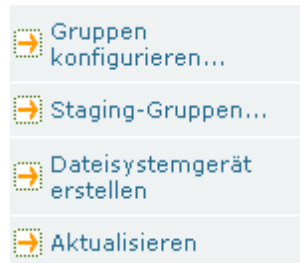 Gruppen
konfigurieren...
Staging-Gruppen...
Dateisystemgerät
erstellen
Aktualisieren